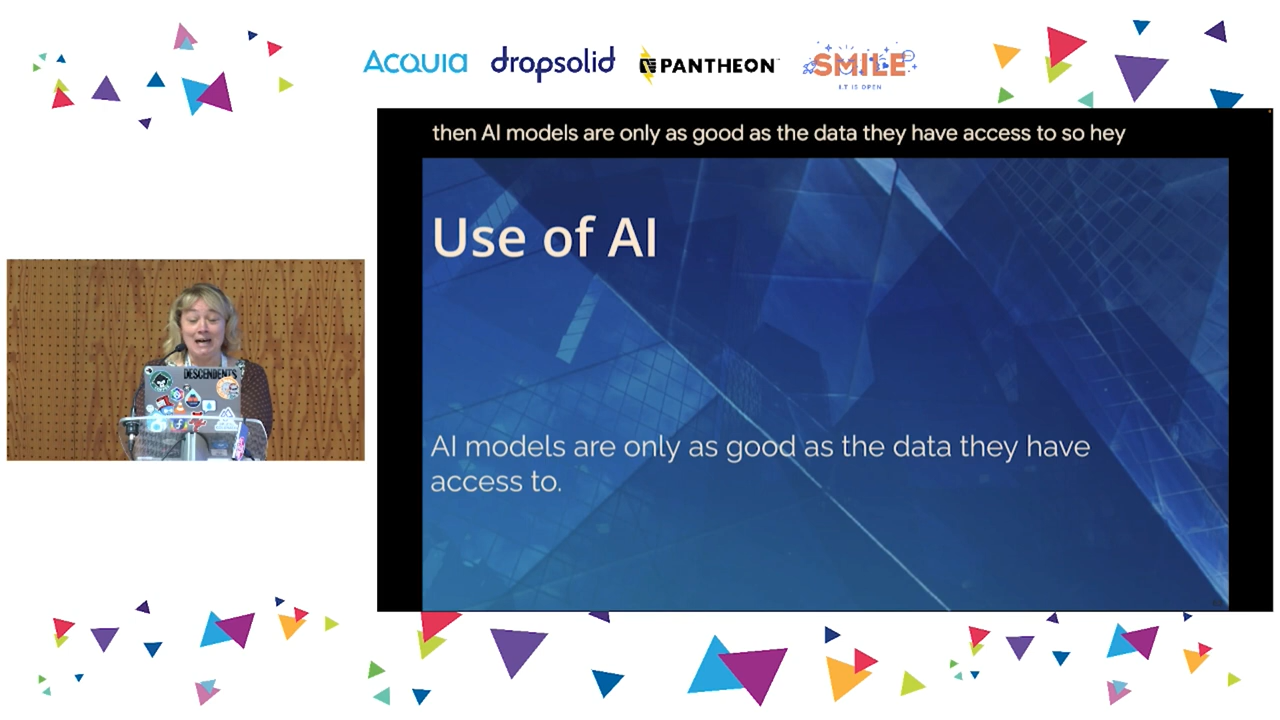 ACQUIA dropsolid PANTHEON SMILE
I.T IS OPEN
then AI models are only as good as the data they have access to so hey
Use of AI
DESCENDENTS
AI models are only as good as the data they have
access to.